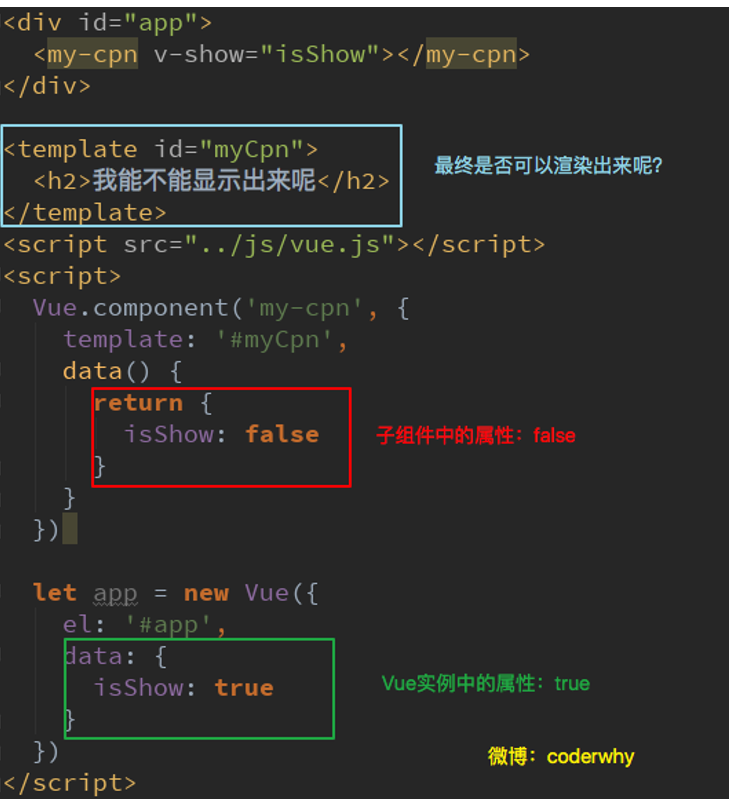 <div id="app">
  <my-cpn v-show="isShow"></my-cpn>
</div>
<template id="myCpn">
  <h2>我能不能显示出来呢</h2>
</template>
最终是否可以渲染出来呢?
<script src="../js/vue.js"></script>
<script>
  Vue.component('my-cpn', {
    template: '#myCpn',
    data() {
      return {
        isShow: false
      }
    }
  })
子组件中的属性：false
  let app = new Vue({
    el: '#app',
    data: {
      isShow: true
    }
  })
Vue实例中的属性：true
微博：coderwhy
</script>